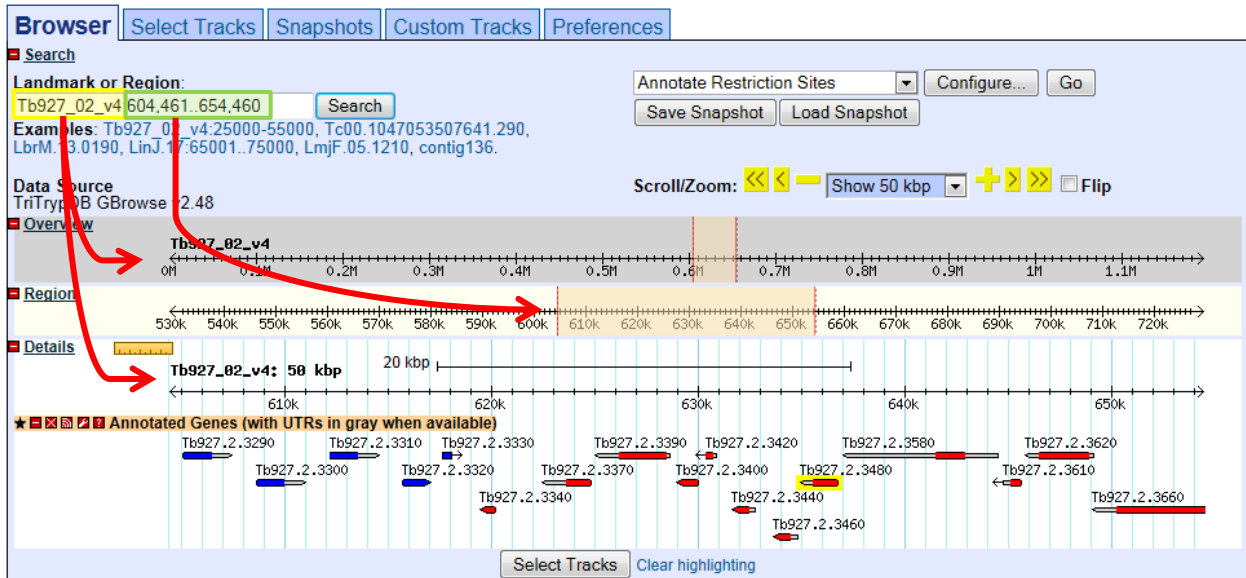 Browser Select Tracks Snapshots Custom Tracks Preferences
Search
Landmark or Region:
Tb927_02_v4 604,461..654,460 Search
Annotate Restriction Sites Configure... Go
Save Snapshot Load Snapshot
Examples: Tb927_02_v4:25000-55000, Tc00.1047053507641.290,
LbrM.13.0190, LinJ.17:65001..75000, LmjF.05.1210, contig136.
Data Source
TriTrypDB GBrowse v2.48
Scroll/Zoom: << < Show 50 kbp > >> Flip
Overview
Tb927_02_v4
0M 0.1M 0.2M 0.3M 0.4M 0.5M 0.6M 0.7M 0.8M 0.9M 1M 1.1M
Region
530k 540k 550k 560k 570k 580k 590k 600k 610k 620k 630k 640k 650k 660k 670k 680k 690k 700k 710k 720k
Details
Tb927_02_v4: 50 kbp 20 kbp
610k 620k 630k 640k 650k
Annotated Genes (with UTRs in gray when available)
Tb927.2.3290 Tb927.2.3310 Tb927.2.3330 Tb927.2.3390 Tb927.2.3420 Tb927.2.3580 Tb927.2.3620
Tb927.2.3300 Tb927.2.3320 Tb927.2.3370 Tb927.2.3400 Tb927.2.3480 Tb927.2.3610
Tb927.2.3340 Tb927.2.3440 Tb927.2.3660
Tb927.2.3460
Select Tracks Clear highlighting